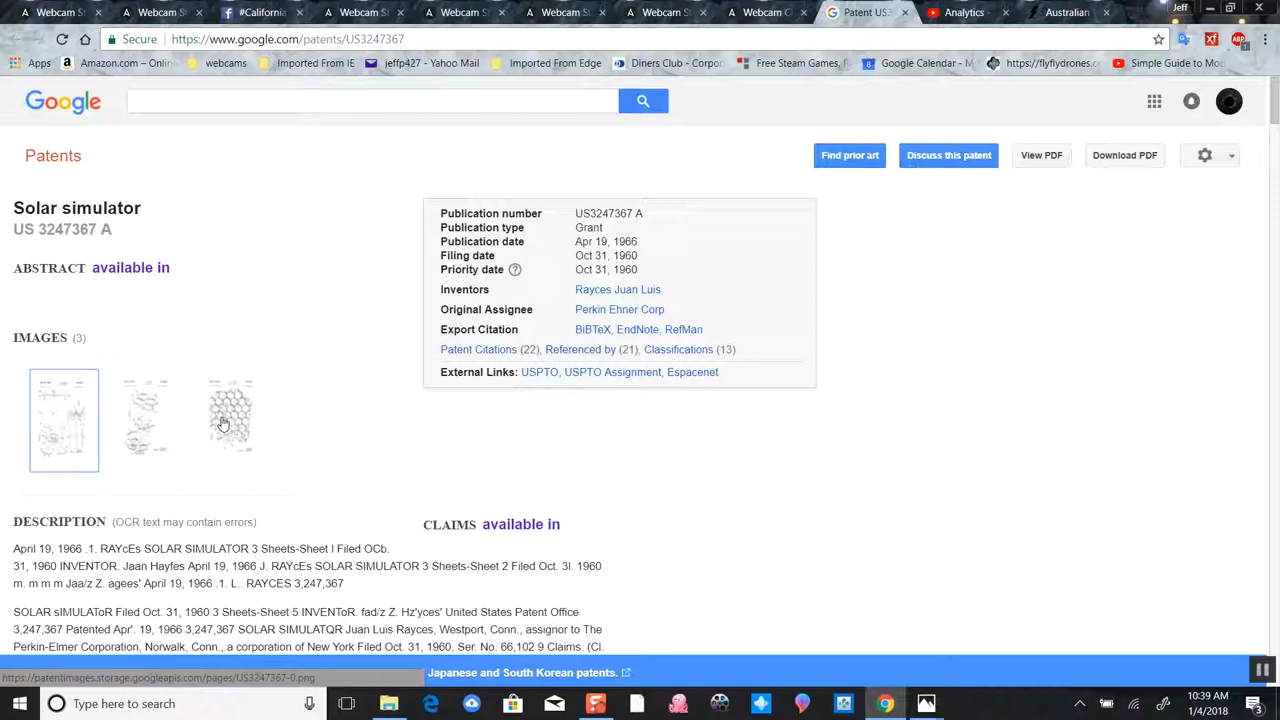 #California
Webcam S
Webcam S
Webcam S
Webcam S
Webcam C
Patent US3
Analytics -
Australian
Jeff
Secure https://www.google.com/patents/US3247367
Apps Amazon.com – Onlin webcams Imported From IE jeffp427 - Yahoo Mail Imported From Edge Diners Club - Corpor Free Steam Games, F Google Calendar - M https://flyflydrones.c Simple Guide to Mod
Google
Patents
Find prior art Discuss this patent View PDF Download PDF
Solar simulator
US 3247367 A
ABSTRACT available in
Publication number US3247367 A
Publication type Grant
Publication date Apr 19, 1966
Filing date Oct 31, 1960
Priority date ? Oct 31, 1960
Inventors Rayces Juan Luis
Original Assignee Perkin Ehner Corp
Export Citation BiBTeX, EndNote, RefMan
Patent Citations (22), Referenced by (21), Classifications (13)
External Links: USPTO, USPTO Assignment, Espacenet
IMAGES (3)
DESCRIPTION (OCR text may contain errors)
April 19, 1966 .1. RAYcEs SOLAR SIMULATOR 3 Sheets-Sheet l Filed OCb.
31, 1960 INVENTOR. Jaan Hayfes April 19, 1966 J. RAYcEs SOLAR SIMULATOR 3 Sheets-Sheet 2 Filed Oct. 3l. 1960
m. m m m Jaa/z Z. agees' April 19, 1966 .1. L.. RAYCES 3,247,367
SOLAR sIMULAToR Filed Oct. 31, 1960 3 Sheets-Sheet 5 INVENToR. fad/z Z. Hz'yces' United States Patent Office
3,247,367 Patented Apr'. 19, 1966 3,247,367 SOLAR SIMULATQR Juan Luis Rayces, Westport, Conn., assignor to The
Perkin-Elmer Corporation, Norwalk, Conn., a corporation of New York Filed Oct. 31, 1960, Ser. No. 66,102 9 Claims. (Cl.
CLAIMS available in
Japanese and South Korean patents.
https://patentimages.storage.googleapis.com/pages/US3247367-0.png
Type here to search
10:39 AM
1/4/2018
3